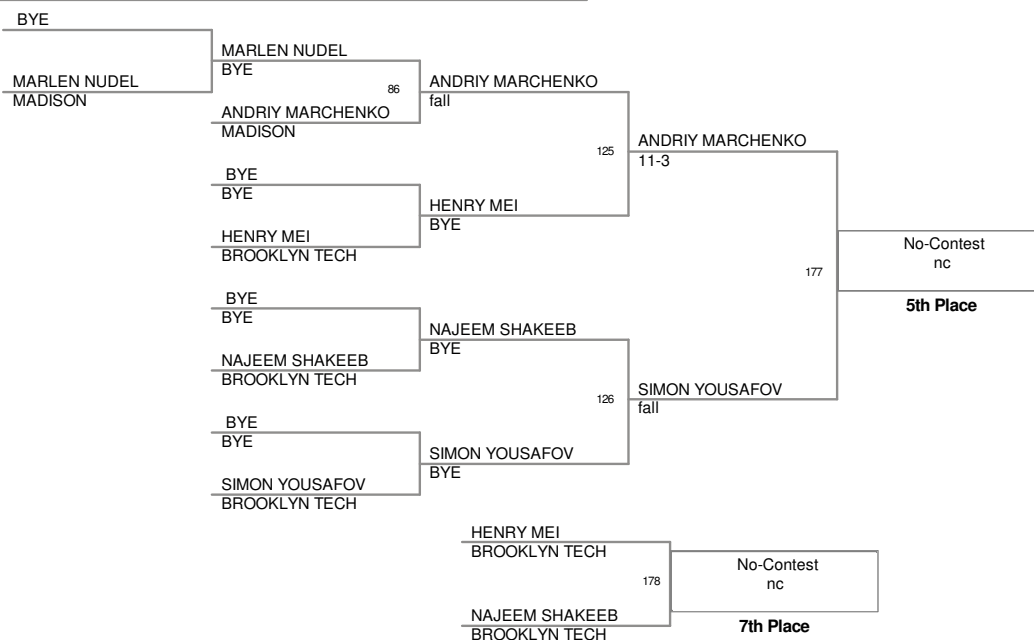 BYE
MARLEN NUDEL
MADISON
MARLEN NUDEL
BYE
86
ANDRIY MARCHENKO
MADISON
ANDRIY MARCHENKO
fall
BYE
BYE
HENRY MEI
BROOKLYN TECH
HENRY MEI
BYE
125
ANDRIY MARCHENKO
11-3
BYE
BYE
NAJEEM SHAKEEB
BROOKLYN TECH
NAJEEM SHAKEEB
BYE
BYE
BYE
SIMON YOUSAFOV
BROOKLYN TECH
SIMON YOUSAFOV
BYE
126
SIMON YOUSAFOV
fall
177
No-Contest
nc
5th Place
HENRY MEI
BROOKLYN TECH
NAJEEM SHAKEEB
BROOKLYN TECH
178
No-Contest
nc
7th Place